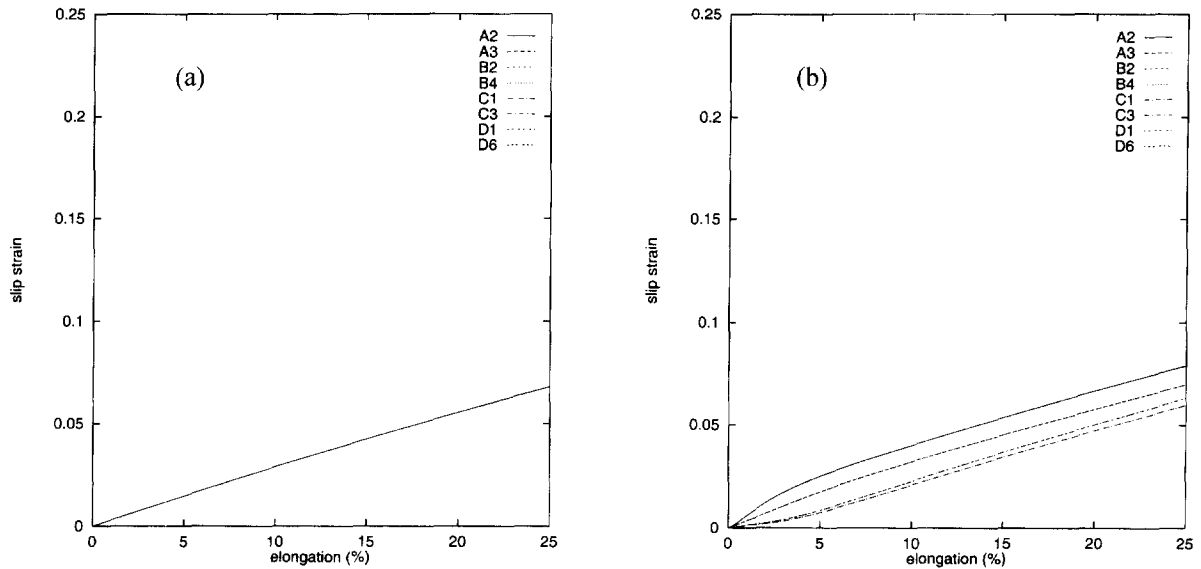 0.25
0.2
0.15
0.1
0.05
0
slip strain
(a)
A2
A3
B2
B4
C1
C3
D1
D6
0 5 10 15 20 25
elongation (%)
0.25
0.2
0.15
0.1
0.05
0
slip strain
(b)
A2
A3
B2
B4
C1
C3
D1
D6
0 5 10 15 20 25
elongation (%)